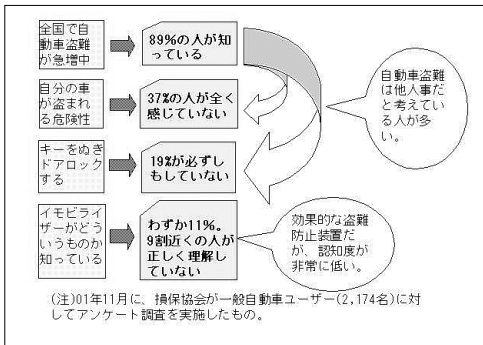 全国で自
動車盗難
が急増中
89%の人が知
っている
自分の車
が盗まれ
る危険性
37%の人が全く
感じていない
自動車盗難
は他人事だ
と考えてい
る人が多
い。
キーをぬき
ドアロック
する
19%が必ずし
もしていない
イモビライ
ザーがどう
いうものか
知っている
わずか11%。
9割近くの人が
正しく理解し
ていない
効果的な盗難
防止装置だ
が、認知度が
非常に低い。
(注)01年11月に、損保協会が一般自動車ユーザー(2,174名)に対
してアンケート調査を実施したもの。